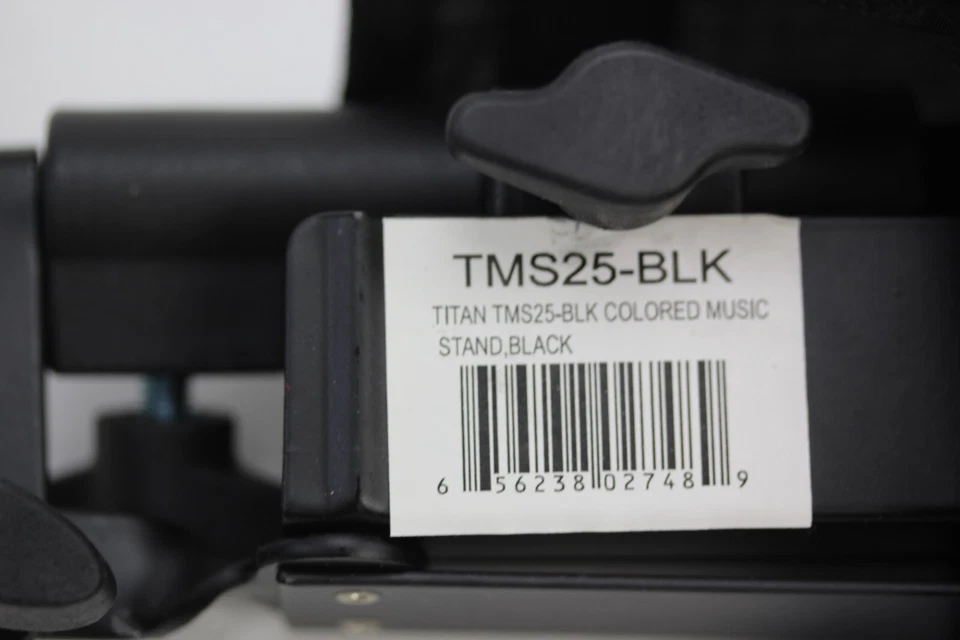 TMS25-BLK
TITAN TMS25-BLK COLORED MUSIC
STAND,BLACK
6 56238 02748 9